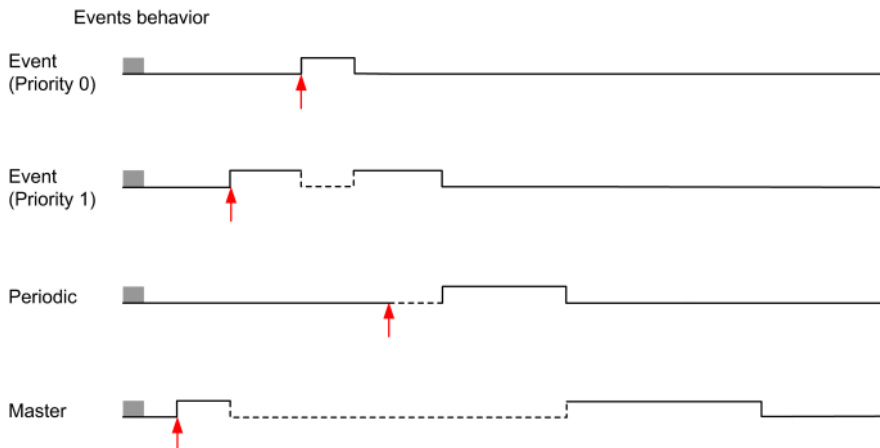 Events behavior
Event
(Priority 0)
Event
(Priority 1)
Periodic
Master